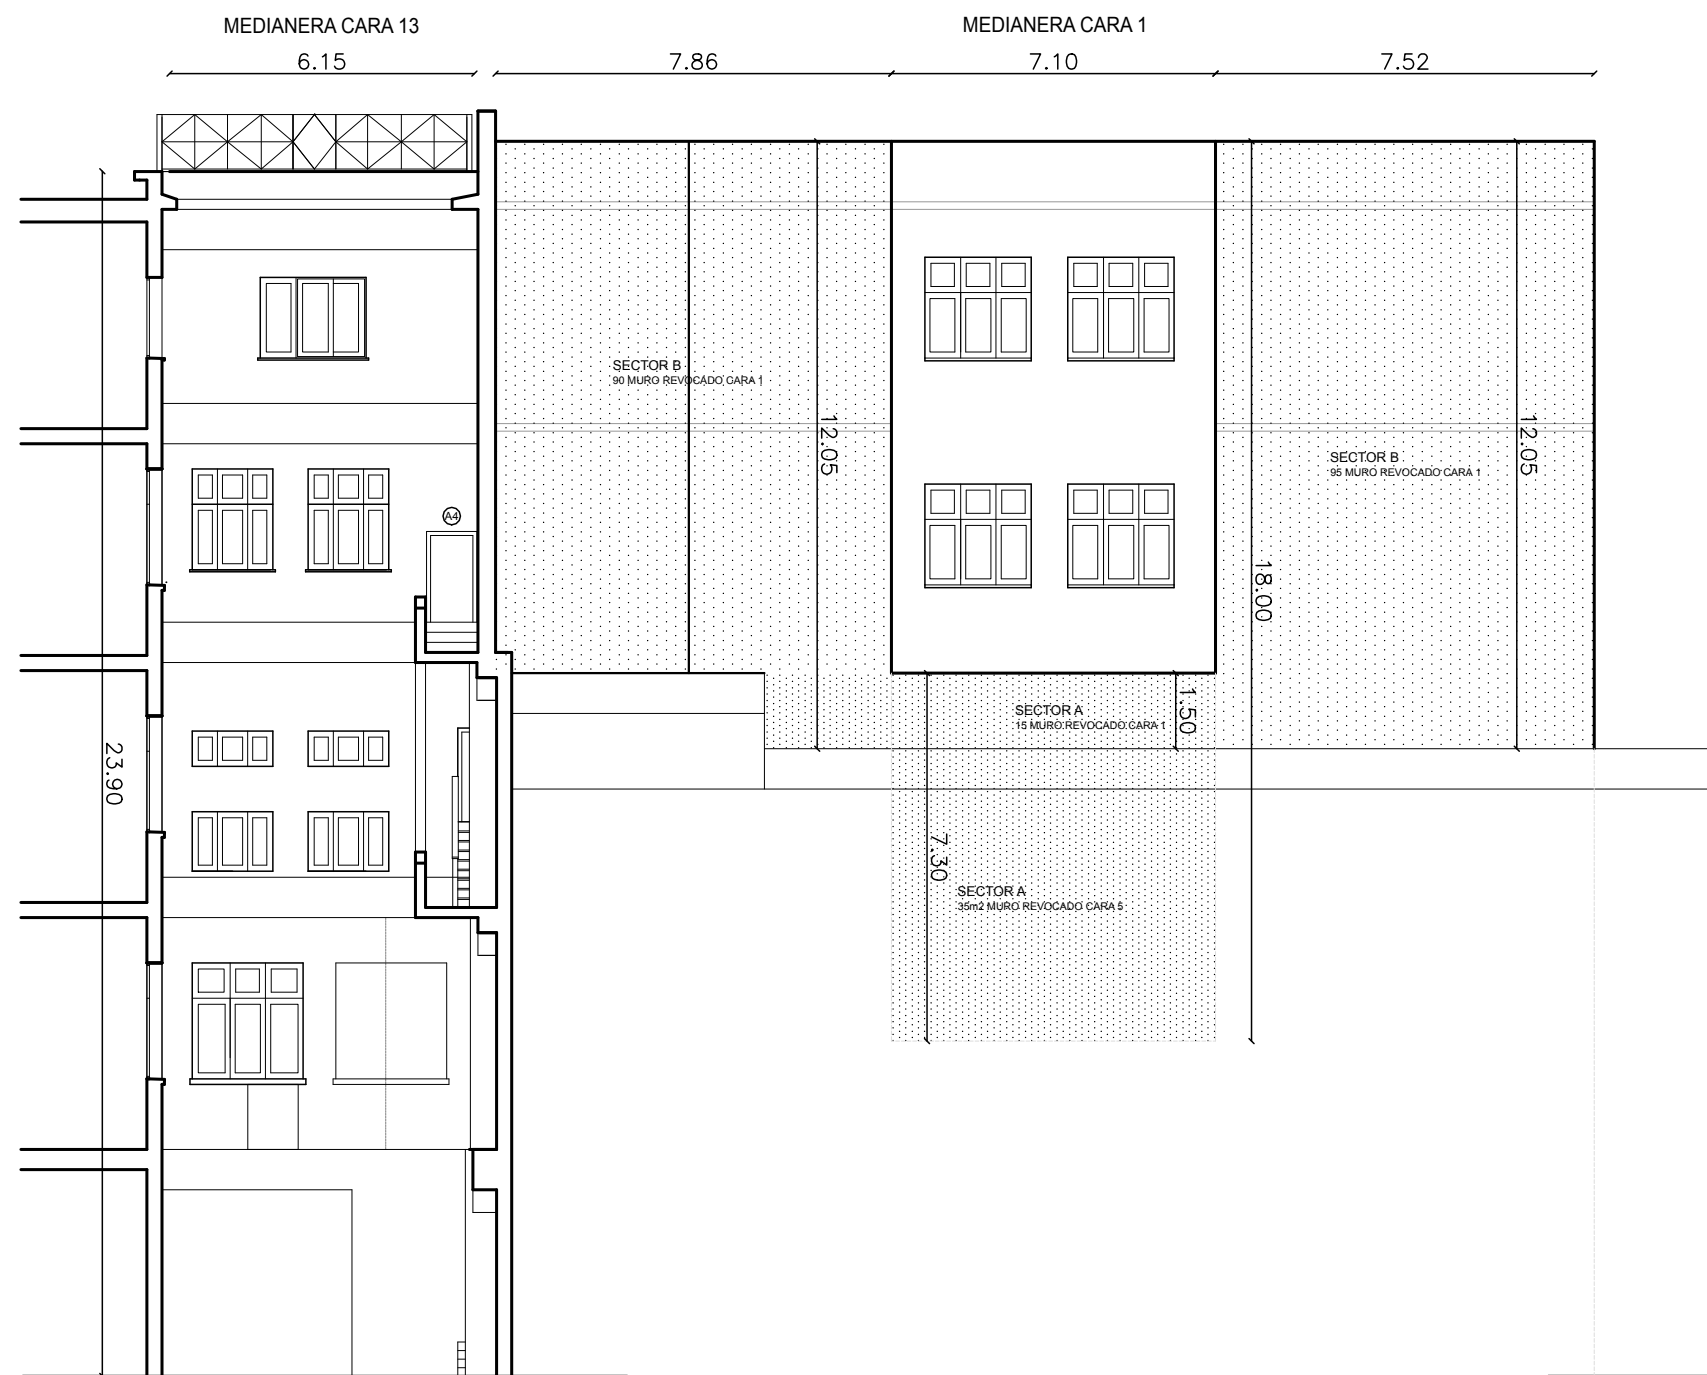 MEDIANERA CARA 13
MEDIANERA CARA 1
6.15
7.86
7.10
7.52
SECTOR B
90 MURO REVOCADO CARA 1
12.05
12.05
SECTOR B
95 MURO REVOCADO CARA 1
A4
18.00
SECTOR A
15 MURO REVOCADO CARA 1
1.50
23.90
7.30
SECTOR A
35m2 MURO REVOCADO CARA 5